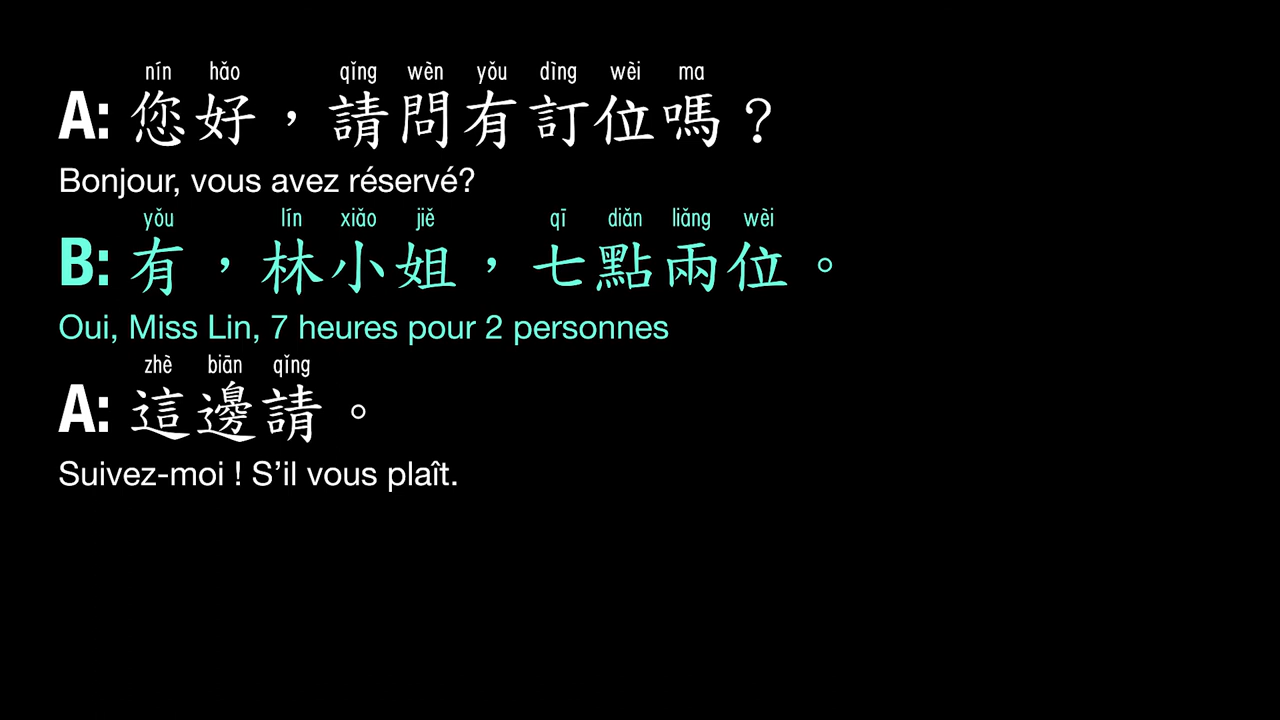 nín hǎo qǐng wèn yǒu dìng wèi ma
A: 您好，請問有訂位嗎？
Bonjour, vous avez réservé?
yǒu lín xiǎo jiě qī diǎn liǎng wèi
B: 有，林小姐，七點兩位。
Oui, Miss Lin, 7 heures pour 2 personnes
zhè biān qǐng
A: 這邊請。
Suivez-moi ! S’il vous plaît.